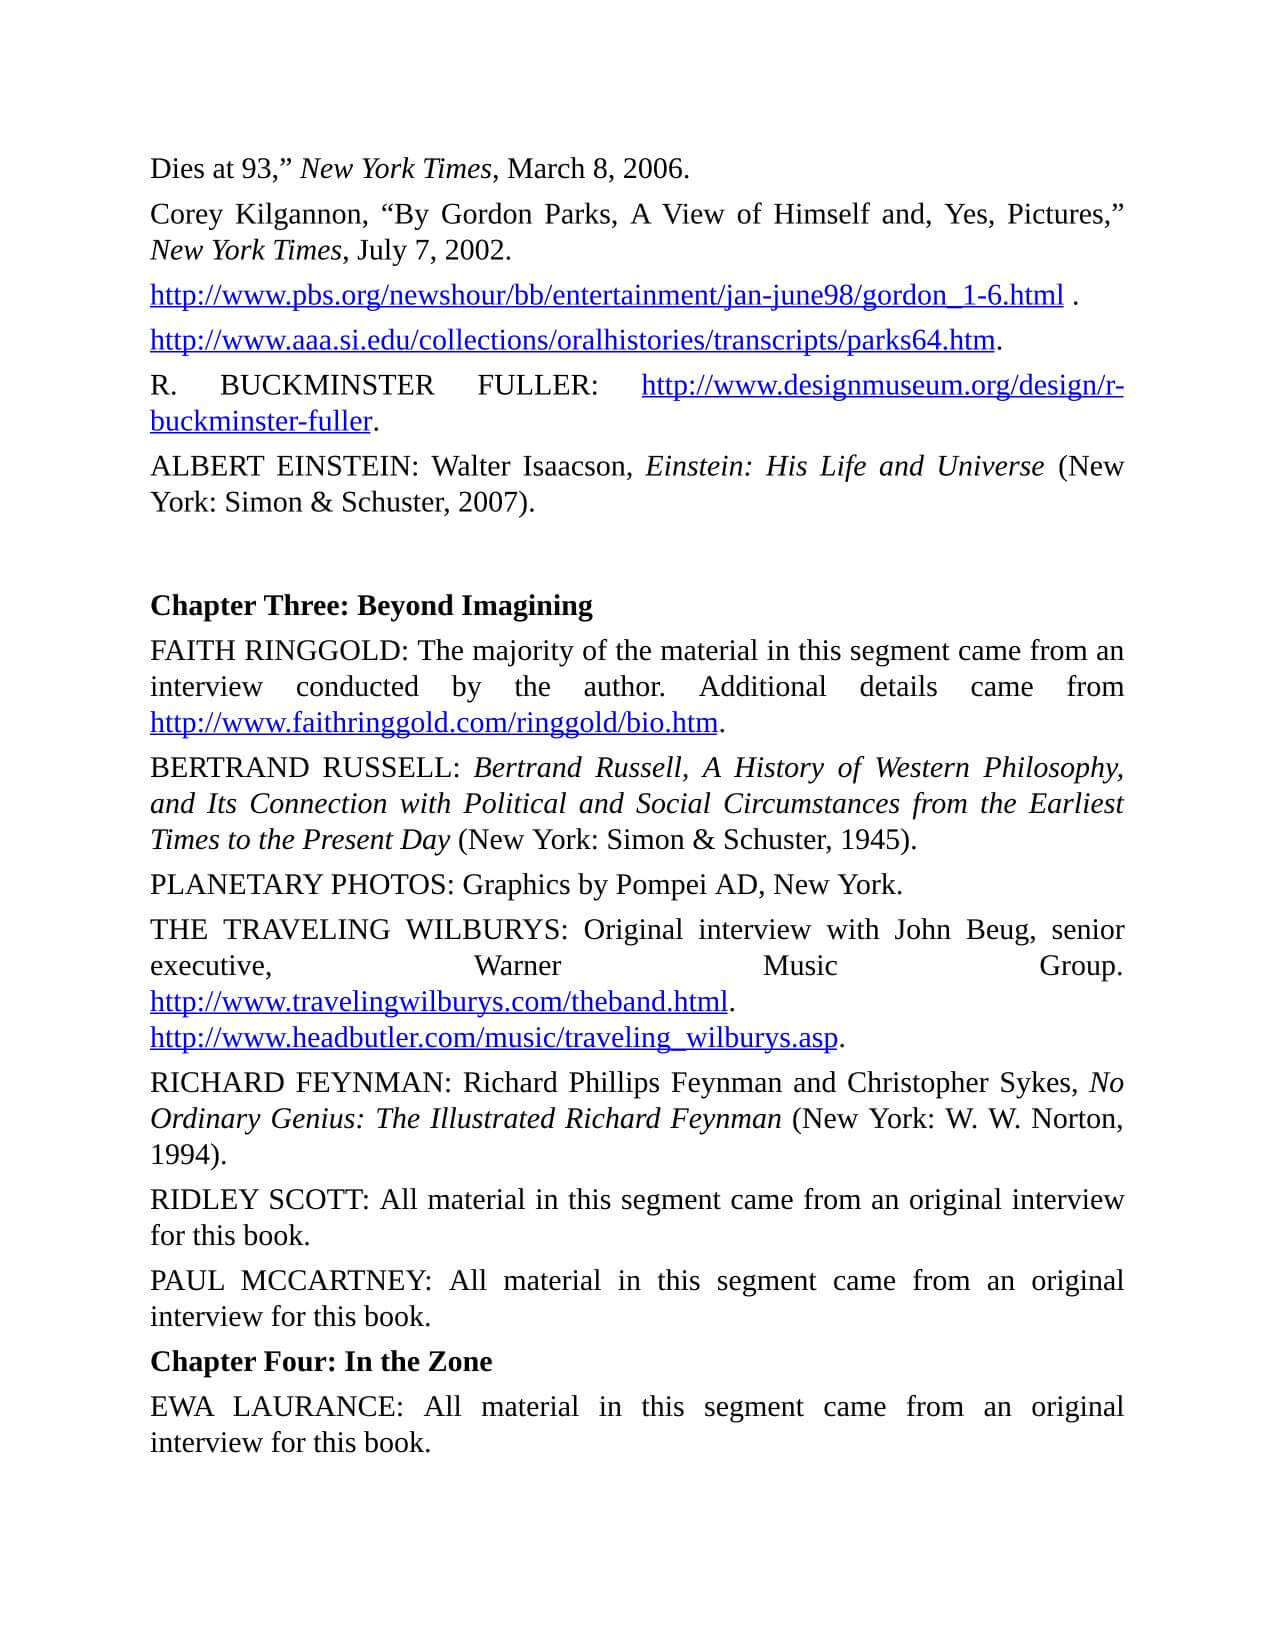 Dies at 93,” New York Times, March 8, 2006.
Corey Kilgannon, “By Gordon Parks, A View of Himself and, Yes, Pictures,”
New York Times, July 7, 2002.
http://www.pbs.org/newshour/bb/entertainment/jan-june98/gordon_1-6.html .
http://www.aaa.si.edu/collections/oralhistories/transcripts/parks64.htm.
R. BUCKMINSTER FULLER: http://www.designmuseum.org/design/r-
buckminster-fuller.
ALBERT EINSTEIN: Walter Isaacson, Einstein: His Life and Universe (New
York: Simon & Schuster, 2007).
Chapter Three: Beyond Imagining
FAITH RINGGOLD: The majority of the material in this segment came from an
interview conducted by the author. Additional details came from
http://www.faithringgold.com/ringgold/bio.htm.
BERTRAND RUSSELL: Bertrand Russell, A History of Western Philosophy,
and Its Connection with Political and Social Circumstances from the Earliest
Times to the Present Day (New York: Simon & Schuster, 1945).
PLANETARY PHOTOS: Graphics by Pompei AD, New York.
THE TRAVELING WILBURYS: Original interview with John Beug, senior
executive, Warner Music Group.
http://www.travelingwilburys.com/theband.html.
http://www.headbutler.com/music/traveling_wilburys.asp.
RICHARD FEYNMAN: Richard Phillips Feynman and Christopher Sykes, No
Ordinary Genius: The Illustrated Richard Feynman (New York: W. W. Norton,
1994).
RIDLEY SCOTT: All material in this segment came from an original interview
for this book.
PAUL MCCARTNEY: All material in this segment came from an original
interview for this book.
Chapter Four: In the Zone
EWA LAURANCE: All material in this segment came from an original
interview for this book.